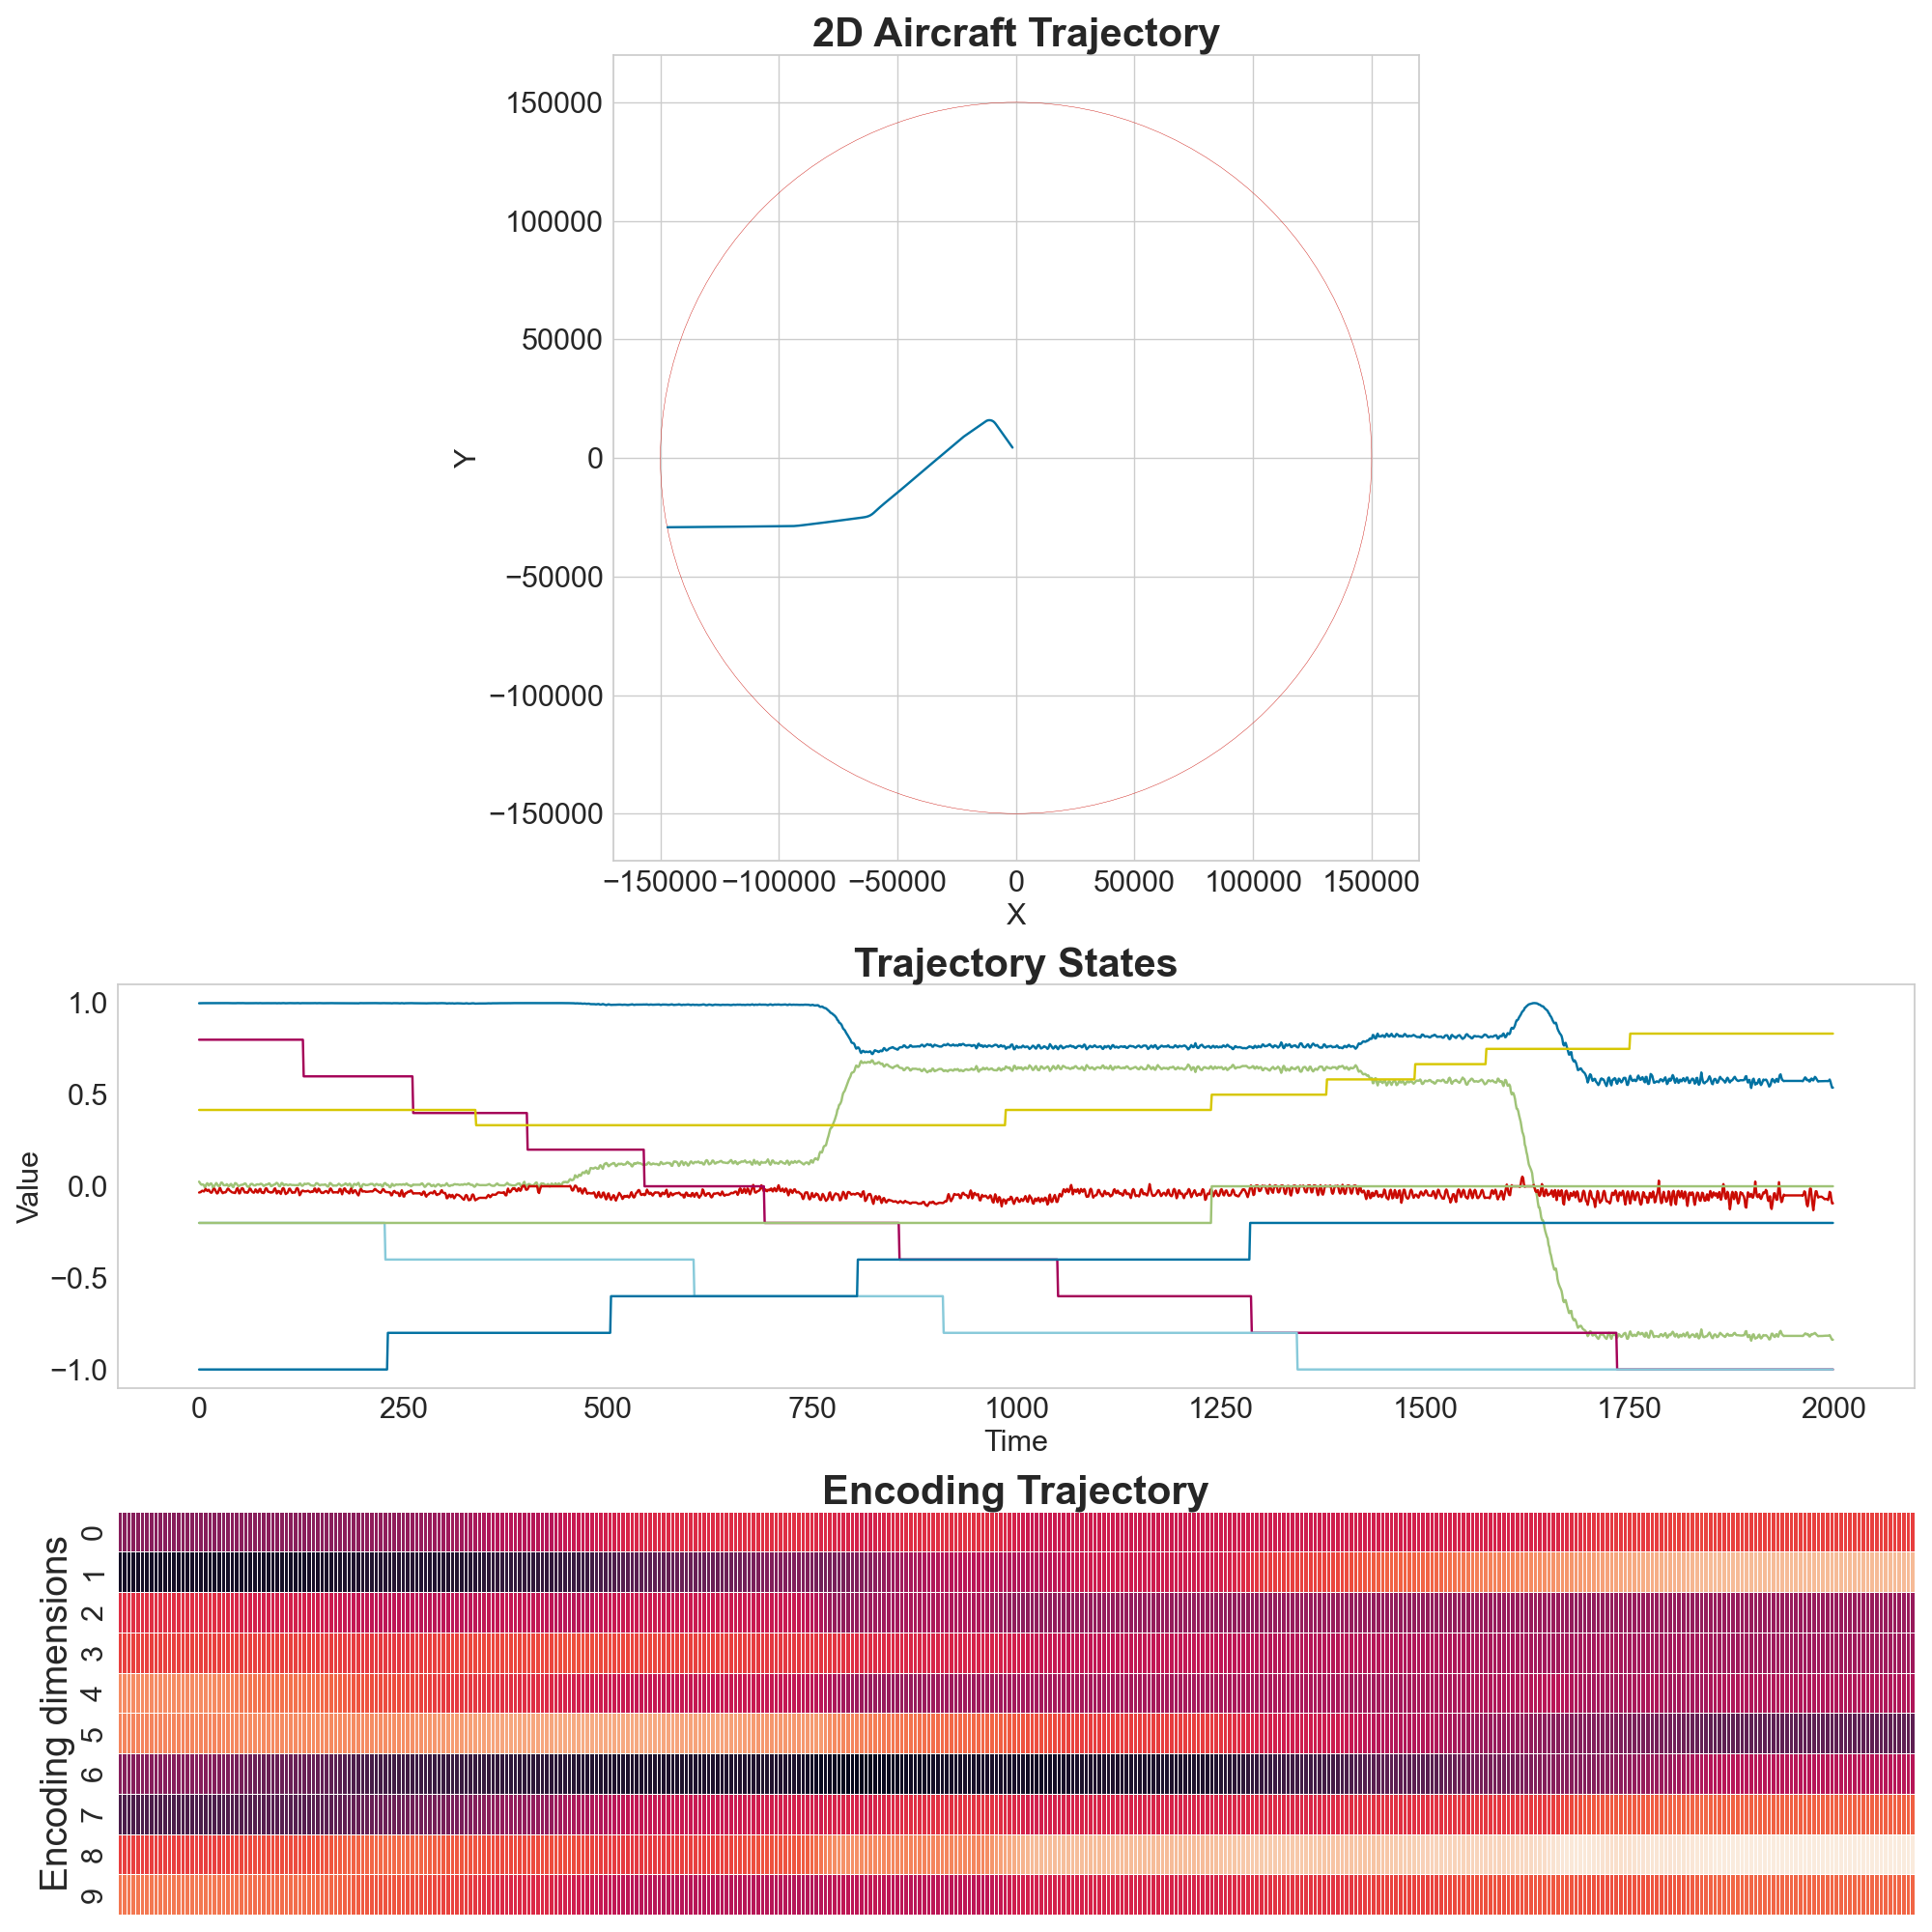 2D Aircraft Trajectory
150000
100000
50000
0
−50000
−100000
−150000
Y
−150000 −100000 −50000 0 50000 100000 150000
X
Trajectory States
1.0
0.5
0.0
−0.5
−1.0
Value
0 250 500 750 1000 1250 1500 1750 2000
Time
Encoding Trajectory
Encoding dimensions
0
1
2
3
4
5
6
7
8
9